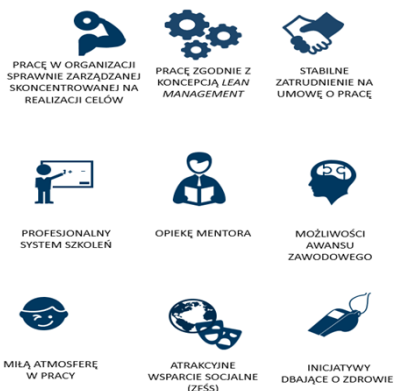 PRACĘ W ORGANIZACJI
SPRAWNIE ZARZĄDZANEJ
SKONCENTROWANEJ NA
REALIZACJI CELÓW
PRACĘ ZGODNIE Z
KONCEPCJĄ LEAN
MANAGEMENT
STABILNE
ZATRUDNIENIE NA
UMOWĘ O PRACĘ
PROFESJONALNY
SYSTEM SZKOLEŃ
OPIEKĘ MENTORA
MOŻLIWOŚCI
AWANSU
ZAWODOWEGO
MIŁĄ ATMOSFERĘ
W PRACY
ATRAKCYJNE
WSPARCIE SOCJALNE
(ZFŚS)
INICJATYWY
DBAJĄCE O ZDROWIE